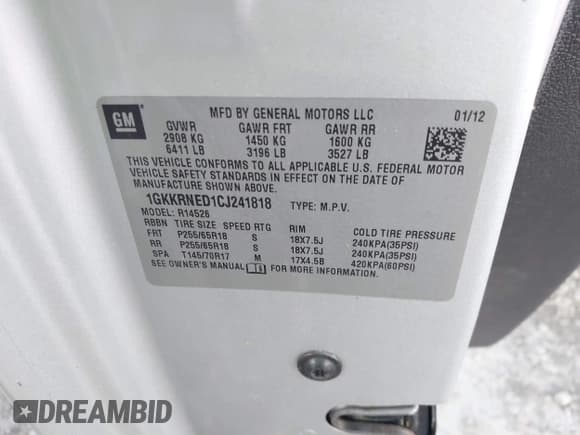 GM
MFD BY GENERAL MOTORS LLC 01/12
GVWR GAWR FRT GAWR RR
2908 KG 1450 KG 1600 KG
6411 LB 3196 LB 3527 LB
THIS VEHICLE CONFORMS TO ALL APPLICABLE U.S. FEDERAL MOTOR
VEHICLE SAFETY STANDARDS IN EFFECT ON THE DATE OF
MANUFACTURE SHOWN ABOVE.
1GKKRNED1CJ241818 TYPE: M.P.V.
MODEL: R14526
RBBN TIRE SIZE SPEED RTG RIM COLD TIRE PRESSURE
FRT P255/65R18 S 18X7.5J 240KPA(35PSI)
RR P255/65R18 S 18X7.5J 240KPA(35PSI)
SPA T145/70R17 M 17X4.5B 420KPA(60PSI)
SEE OWNER'S MANUAL FOR MORE INFORMATION.
DREAMBID